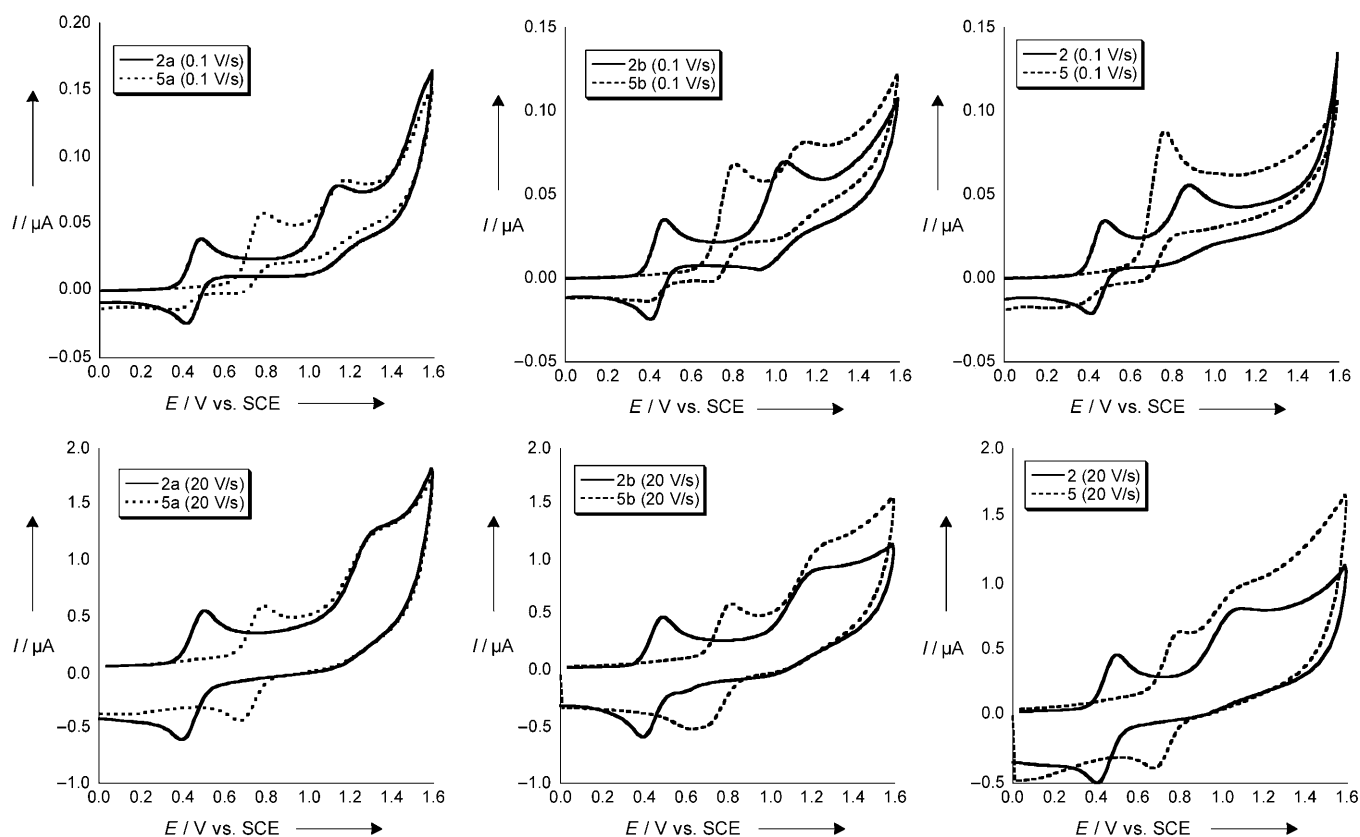 0.20
0.15
0.10
0.05
0.00
–0.05
I / µA
2a (0.1 V/s)
5a (0.1 V/s)
0.0 0.2 0.4 0.6 0.8 1.0 1.2 1.4 1.6
E / V vs. SCE
0.15
0.10
0.05
0.00
–0.05
I / µA
2b (0.1 V/s)
5b (0.1 V/s)
0.0 0.2 0.4 0.6 0.8 1.0 1.2 1.4 1.6
E / V vs. SCE
0.15
0.10
0.05
0.00
–0.05
I / µA
2 (0.1 V/s)
5 (0.1 V/s)
0.0 0.2 0.4 0.6 0.8 1.0 1.2 1.4 1.6
E / V vs. SCE
2.0
1.5
1.0
0.5
0.0
–0.5
–1.0
I / µA
2a (20 V/s)
5a (20 V/s)
0.0 0.2 0.4 0.6 0.8 1.0 1.2 1.4 1.6
E / V vs. SCE
2.0
1.5
1.0
0.5
0.0
–0.5
–1.0
I / µA
2b (20 V/s)
5b (20 V/s)
0.0 0.2 0.4 0.6 0.8 1.0 1.2 1.4 1.6
E / V vs. SCE
2.0
1.5
1.0
0.5
0.0
–0.5
I / µA
2 (20 V/s)
5 (20 V/s)
0.0 0.2 0.4 0.6 0.8 1.0 1.2 1.4 1.6
E / V vs. SCE